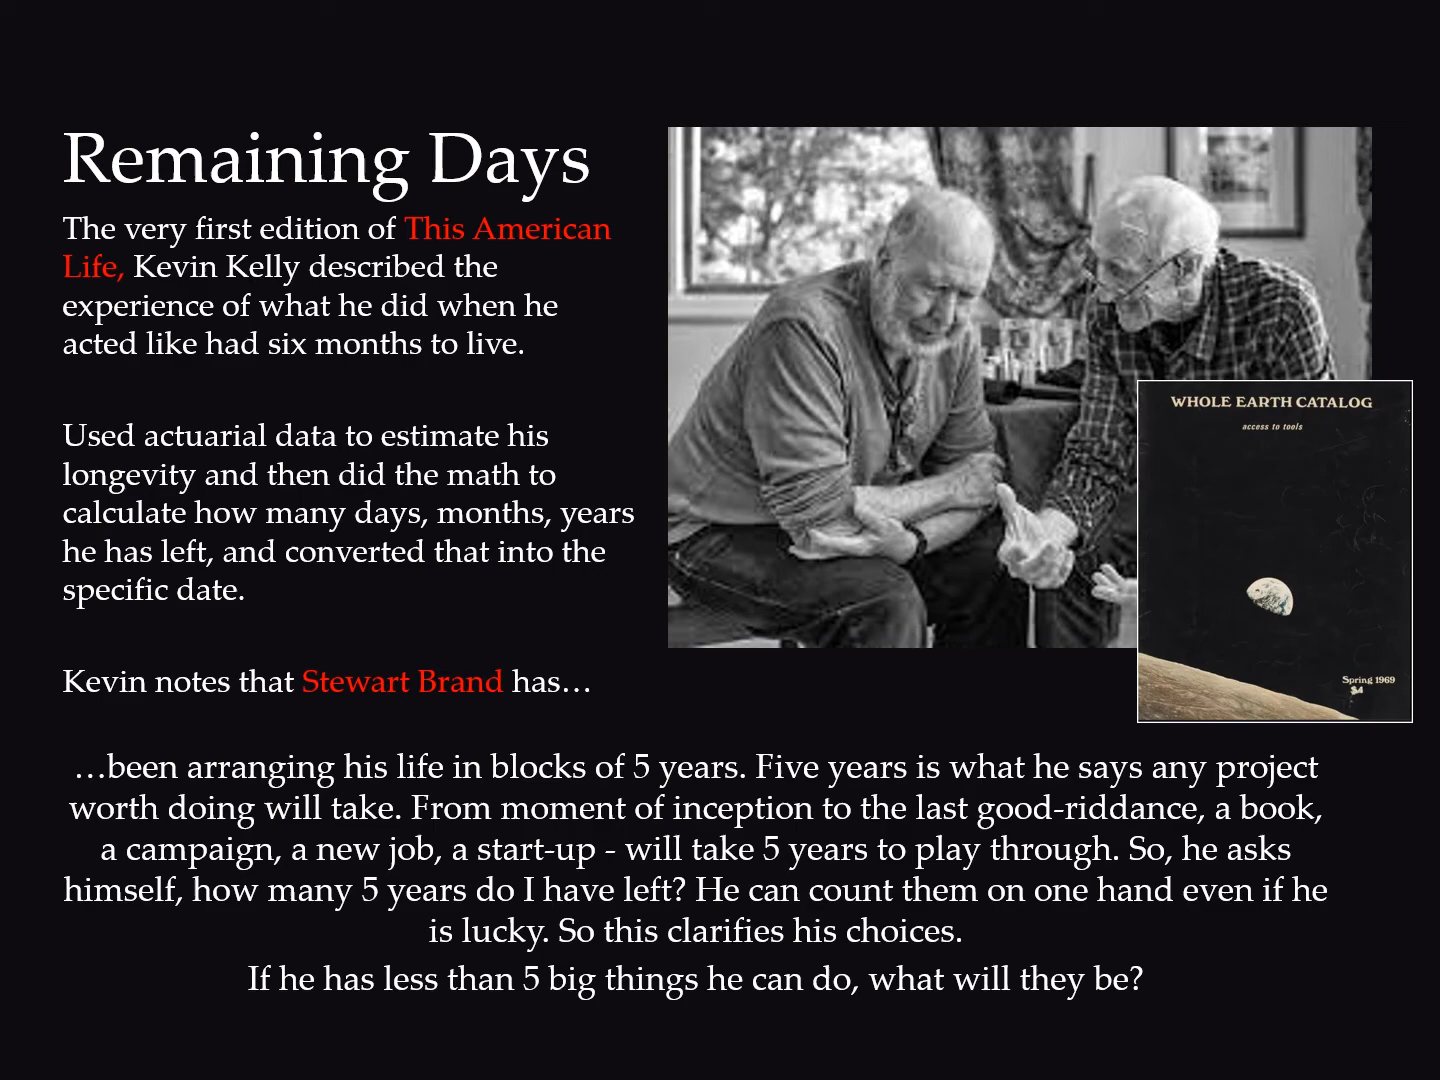 Remaining Days
The very first edition of This American
Life, Kevin Kelly described the
experience of what he did when he
acted like had six months to live.
Used actuarial data to estimate his
longevity and then did the math to
calculate how many days, months, years
he has left, and converted that into the
specific date.
Kevin notes that Stewart Brand has…
WHOLE EARTH CATALOG
access to tools
Spring 1969
$4
…been arranging his life in blocks of 5 years. Five years is what he says any project
worth doing will take. From moment of inception to the last good-riddance, a book,
a campaign, a new job, a start-up - will take 5 years to play through. So, he asks
himself, how many 5 years do I have left? He can count them on one hand even if he
is lucky. So this clarifies his choices.
If he has less than 5 big things he can do, what will they be?